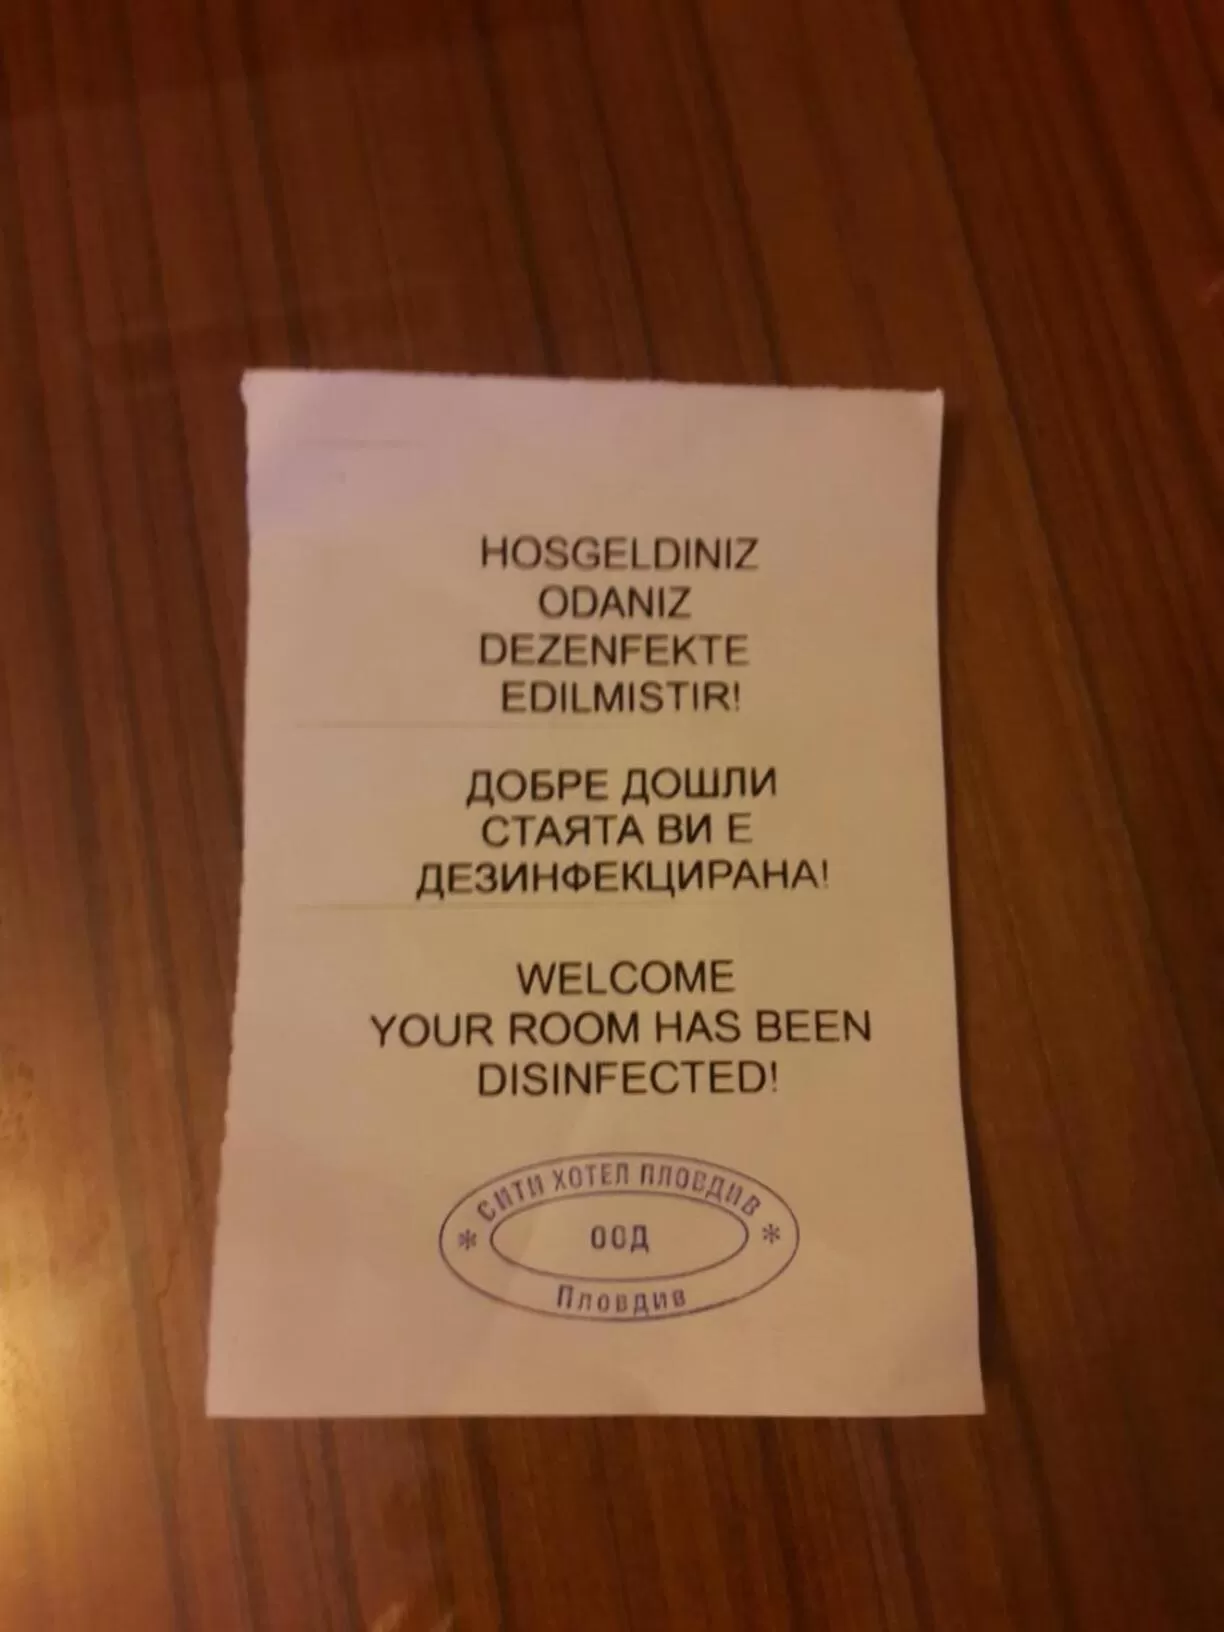 HOSGELDINIZ
ODANIZ
DEZENFEKTE
EDILMISTIR!
ДОБРЕ ДОШЛИ
СТАЯТА ВИ Е
ДЕЗИНФЕКЦИРАНА!
WELCOME
YOUR ROOM HAS BEEN
DISINFECTED!
* СИТИ ХОТЕЛ ПЛОВДИВ *
ООД
Пловдив